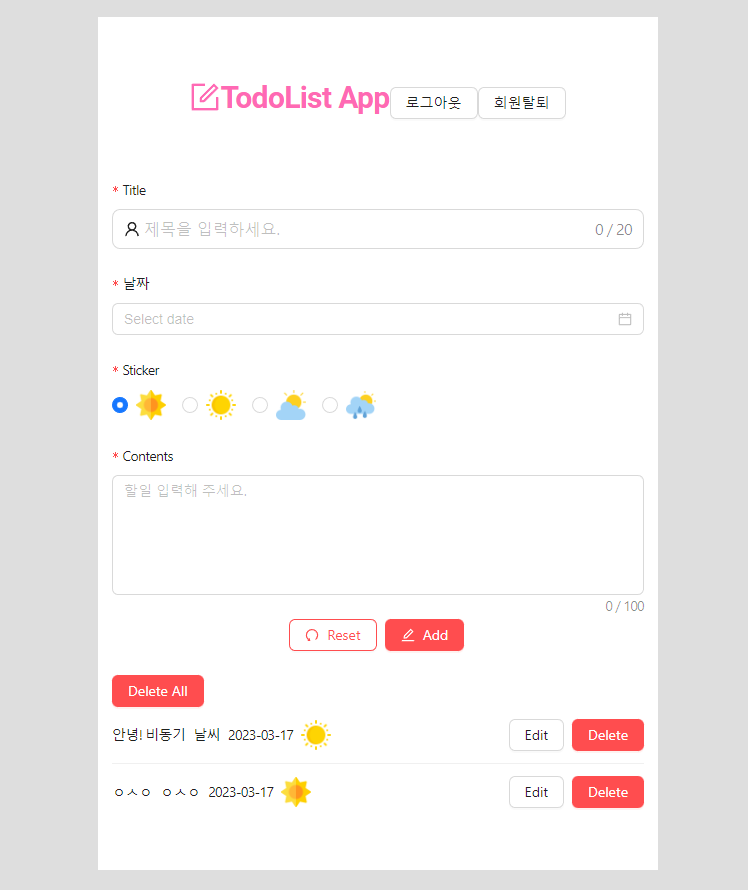 TodoList App 로그아웃 회원탈퇴
* Title
제목을 입력하세요. 0 / 20
* 날짜
Select date
* Sticker
* Contents
할일 입력해 주세요.
0 / 100
Reset Add
Delete All
안녕! 비동기 날씨 2023-03-17 Edit Delete
ㅇㅅㅇ ㅇㅅㅇ 2023-03-17 Edit Delete